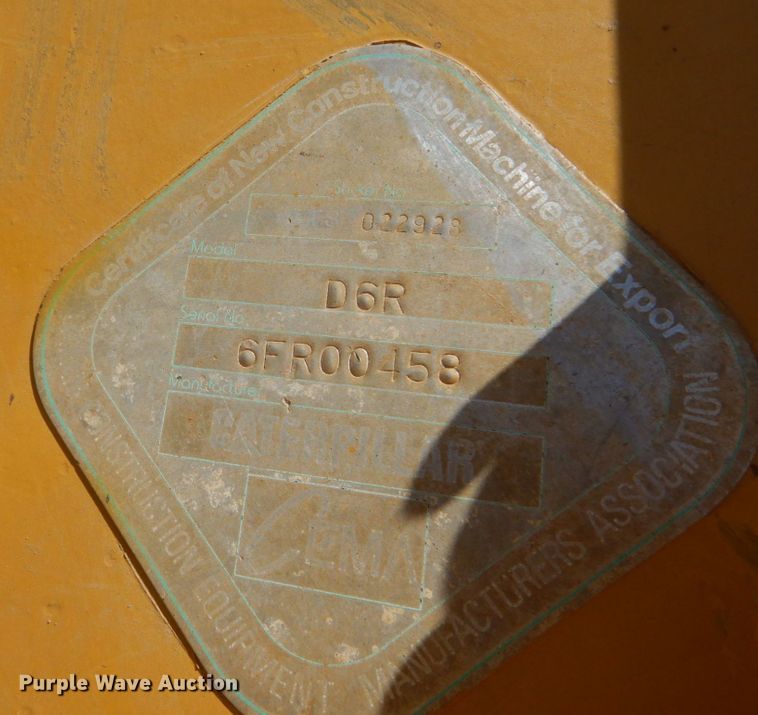 Certificate of New Construction Machine for Export
Sticker No.
022928
Model
D6R
Serial No.
6FR00458
Manufacturer
CATERPILLAR
CEMA
CONSTRUCTION EQUIPMENT MANUFACTURERS ASSOCIATION
Purple Wave Auction